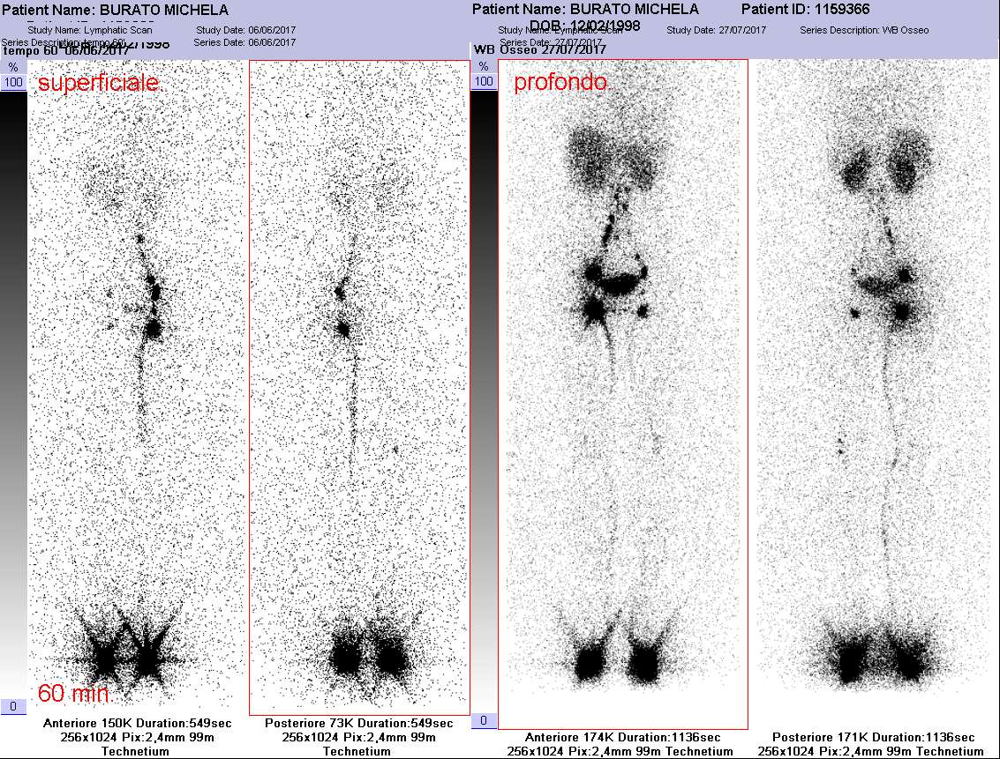 Patient Name: BURATO MICHELA
Study Name: Lymphatic Scan Study Date: 06/06/2017
Series Description: tempo 60' Series Date: 06/06/2017
tempo 60' 06/06/2017
%
100
superficiale.
60 min.
0
Anteriore 150K Duration:549sec
256x1024 Pix:2,4mm 99m
Technetium
Posteriore 73K Duration:549sec
256x1024 Pix:2,4mm 99m
Technetium
Patient Name: BURATO MICHELA Patient ID: 1159366
DOB: 12/02/1998
Study Name: Lymphatic Scan Study Date: 27/07/2017 Series Description: WB Osseo
Series Date: 27/07/2017
WB Osseo 27/07/2017
%
100
profondo.
0
Anteriore 174K Duration:1136sec
256x1024 Pix:2,4mm 99m Technetium
Posteriore 171K Duration:1136sec
256x1024 Pix:2,4mm 99m Technetium